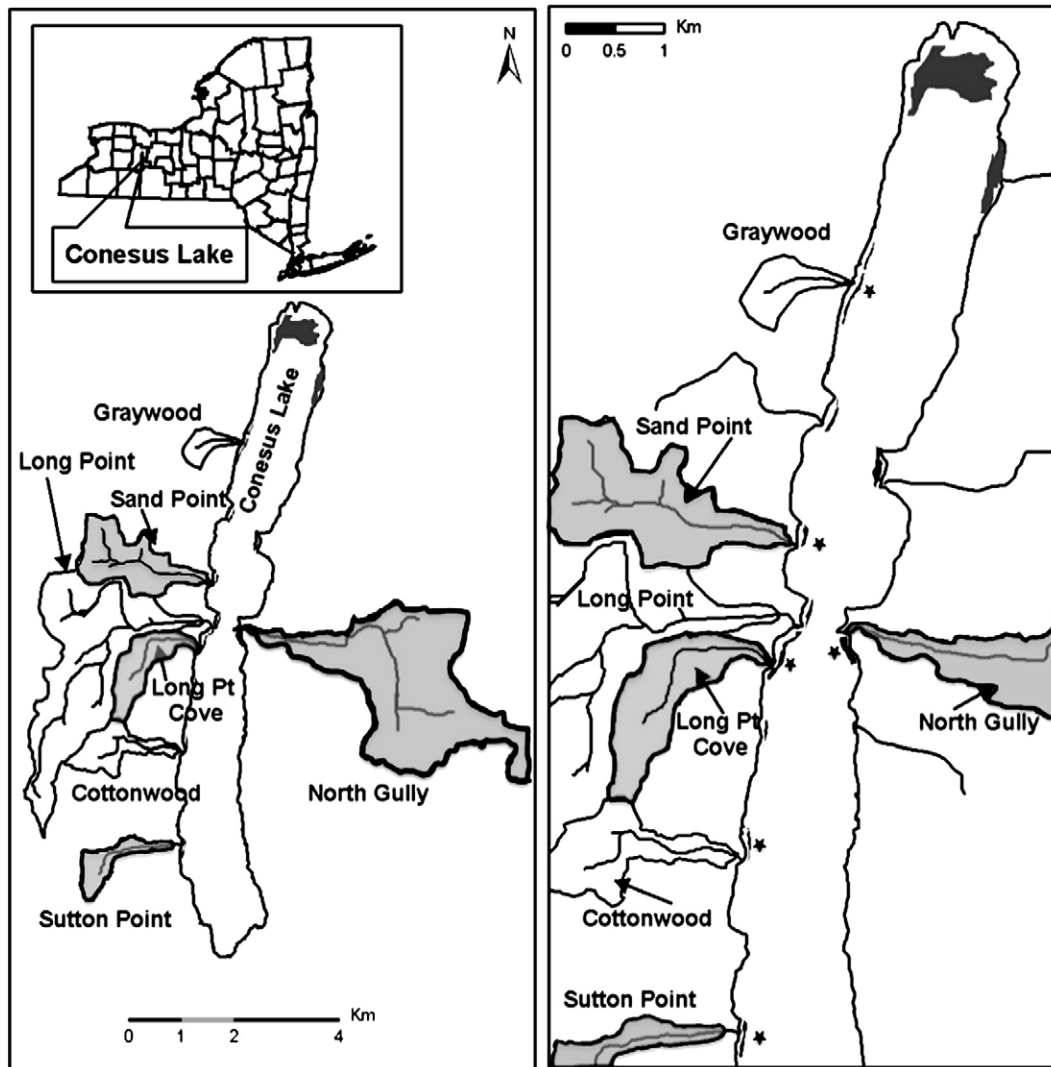 N
Conesus Lake
Conesus Lake
Graywood
Long Point
Sand Point
Long Pt
Cove
North Gully
Cottonwood
Sutton Point
Km
0 1 2 4
Km
0 0.5 1
Graywood
Sand Point
Long Point
Long Pt
Cove
North Gully
Cottonwood
Sutton Point